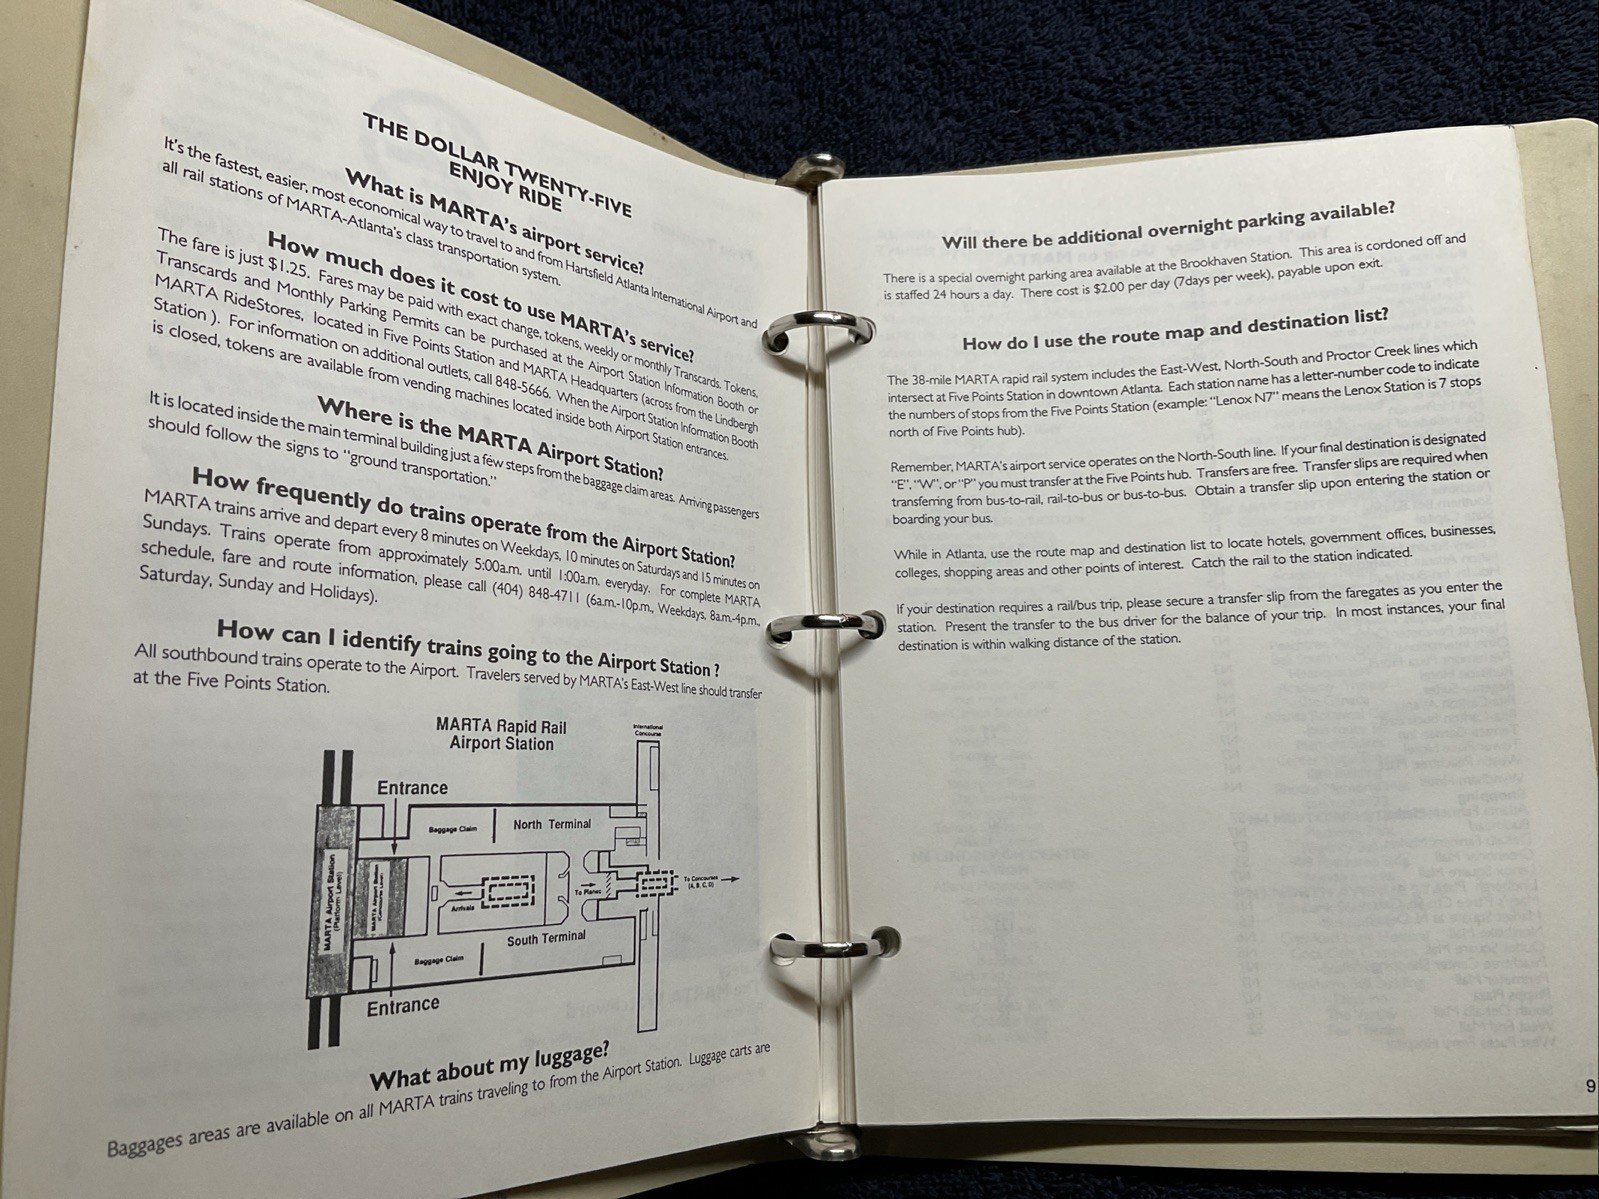 THE DOLLAR TWENTY-FIVE
ENJOY RIDE
What is MARTA's airport service?
It's the fastest, easier, most economical way to travel to and from Hartsfield Atlanta International Airport and
all rail stations of MARTA-Atlanta's class transportation system.
How much does it cost to use MARTA's service?
The fare is just $1.25. Fares may be paid with exact change, tokens, weekly or monthly Transcards. Tokens,
Transcards and Monthly Parking Permits can be purchased at the Airport Station Information Booth or
MARTA RideStores, located in Five Points Station and MARTA Headquarters (across from the Lindbergh
Station ). For information on additional outlets, call 848-5666. When the Airport Station Information Booth
is closed, tokens are available from vending machines located inside both Airport Station entrances.
Where is the MARTA Airport Station?
It is located inside the main terminal building just a few steps from the baggage claim areas. Arriving passengers
should follow the signs to "ground transportation."
How frequently do trains operate from the Airport Station?
MARTA trains arrive and depart every 8 minutes on Weekdays, 10 minutes on Saturdays and 15 minutes on
Sundays. Trains operate from approximately 5:00a.m. until 1:00a.m. everyday. For complete MARTA
schedule, fare and route information, please call (404) 848-4711 (6a.m.-10p.m., Weekdays, 8a.m.-4p.m.,
Saturday, Sunday and Holidays).
How can I identify trains going to the Airport Station ?
All southbound trains operate to the Airport. Travelers served by MARTA's East-West line should transfer
at the Five Points Station.
MARTA Rapid Rail
Airport Station
International
Concourse
Entrance
Baggage Claim
North Terminal
MARTA Airport Station
(Platform Level)
MARTA Airport Station
(Concourse Level)
Arrivals
To Planes
To Concourses
(A, B, C, D)
South Terminal
Baggage Claim
Entrance
What about my luggage?
Baggages areas are available on all MARTA trains traveling to from the Airport Station. Luggage carts are
Will there be additional overnight parking available?
There is a special overnight parking area available at the Brookhaven Station. This area is cordoned off and
is staffed 24 hours a day. There cost is $2.00 per day (7days per week), payable upon exit.
How do I use the route map and destination list?
The 38-mile MARTA rapid rail system includes the East-West, North-South and Proctor Creek lines which
intersect at Five Points Station in downtown Atlanta. Each station name has a letter-number code to indicate
the numbers of stops from the Five Points Station (example: "Lenox N7" means the Lenox Station is 7 stops
north of Five Points hub).
Remember, MARTA's airport service operates on the North-South line. If your final destination is designated
"E", "W", or "P" you must transfer at the Five Points hub. Transfers are free. Transfer slips are required when
transferring from bus-to-rail, rail-to-bus or bus-to-bus. Obtain a transfer slip upon entering the station or
boarding your bus.
While in Atlanta, use the route map and destination list to locate hotels, government offices, businesses,
colleges, shopping areas and other points of interest. Catch the rail to the station indicated.
If your destination requires a rail/bus trip, please secure a transfer slip from the faregates as you enter the
station. Present the transfer to the bus driver for the balance of your trip. In most instances, your final
destination is within walking distance of the station.
9